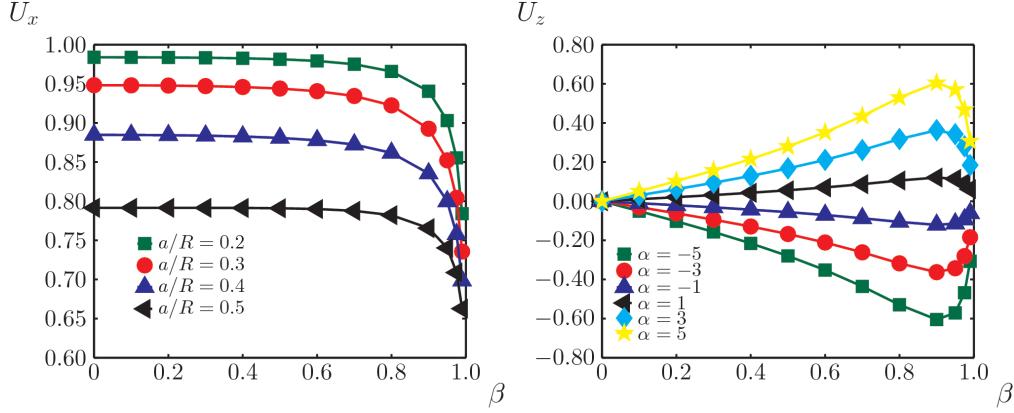 U_x
1.00
0.95
0.90
0.85
0.80
0.75
0.70
0.65
0.60
a/R = 0.2
a/R = 0.3
a/R = 0.4
a/R = 0.5
0 0.2 0.4 0.6 0.8 1.0
β
U_z
0.80
0.60
0.40
0.20
0.00
−0.20
−0.40
−0.60
−0.80
α = −5
α = −3
α = −1
α = 1
α = 3
α = 5
0 0.2 0.4 0.6 0.8 1.0
β